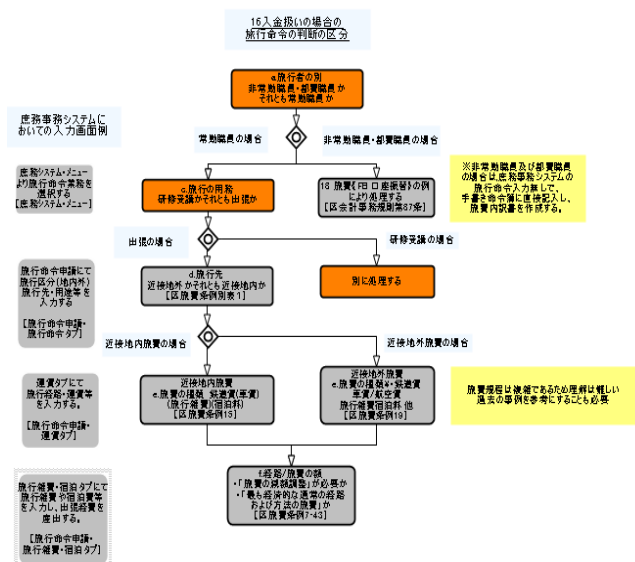 16入金扱いの場合の
旅行命令の判断の区分
a.旅行者の別
非常勤職員・都費職員か
それとも常勤職員か
庶務事務システムに
おいての入力画面例
常勤職員の場合
非常勤職員・都費職員の場合
庶務システム・メニュー
より旅行命令業務を
選択する
[庶務システム・メニュー]
c.旅行の用務
研修受講かそれとも出張か
18 旅費《FB口座振替》の例
により処理する
[区会計事務規則第87条]
※非常勤職員及び都費職員
の場合は、庶務事務システムの
旅行命令入力無しで、
手書き命令簿に直接記入し、
旅費内訳書を作成する。
出張の場合
研修受講の場合
旅行命令申請にて
旅行区分(地内外)
旅行先・用途等を
入力する
[旅行命令申請・
旅行命令タブ]
d.旅行先
近接地外かそれとも近接地内か
[区旅費条例別表1]
別に処理する
近接地内旅費の場合
近接地外旅費の場合
運賃タブにて
旅行経路・運賃等
を入力する。
[旅行命令申請・
運賃タブ]
近接地内旅費
e.旅費の種類 鉄道賃(車賃)
(旅行雑費)(宿泊料)
[区旅費条例15]
近接地外旅費
e.旅費の種類¥・鉄道賃
車賃/航空賃
旅行雑費宿泊料 他
[区旅費条例19]
旅費規程は複雑であるため理解は難しい
過去の事例を参考にすることも必要
旅行雑費・宿泊タブにて
旅行雑費や宿泊費等
を入力し、出張経費を
産出する。
[旅行命令申請・
旅行雑費・宿泊タブ]
f.経路/旅費の額
・「旅費の減額調整」が必要か
・「最も経済的な通常の経路
および方法の旅費」か
[区旅費条例7-43]